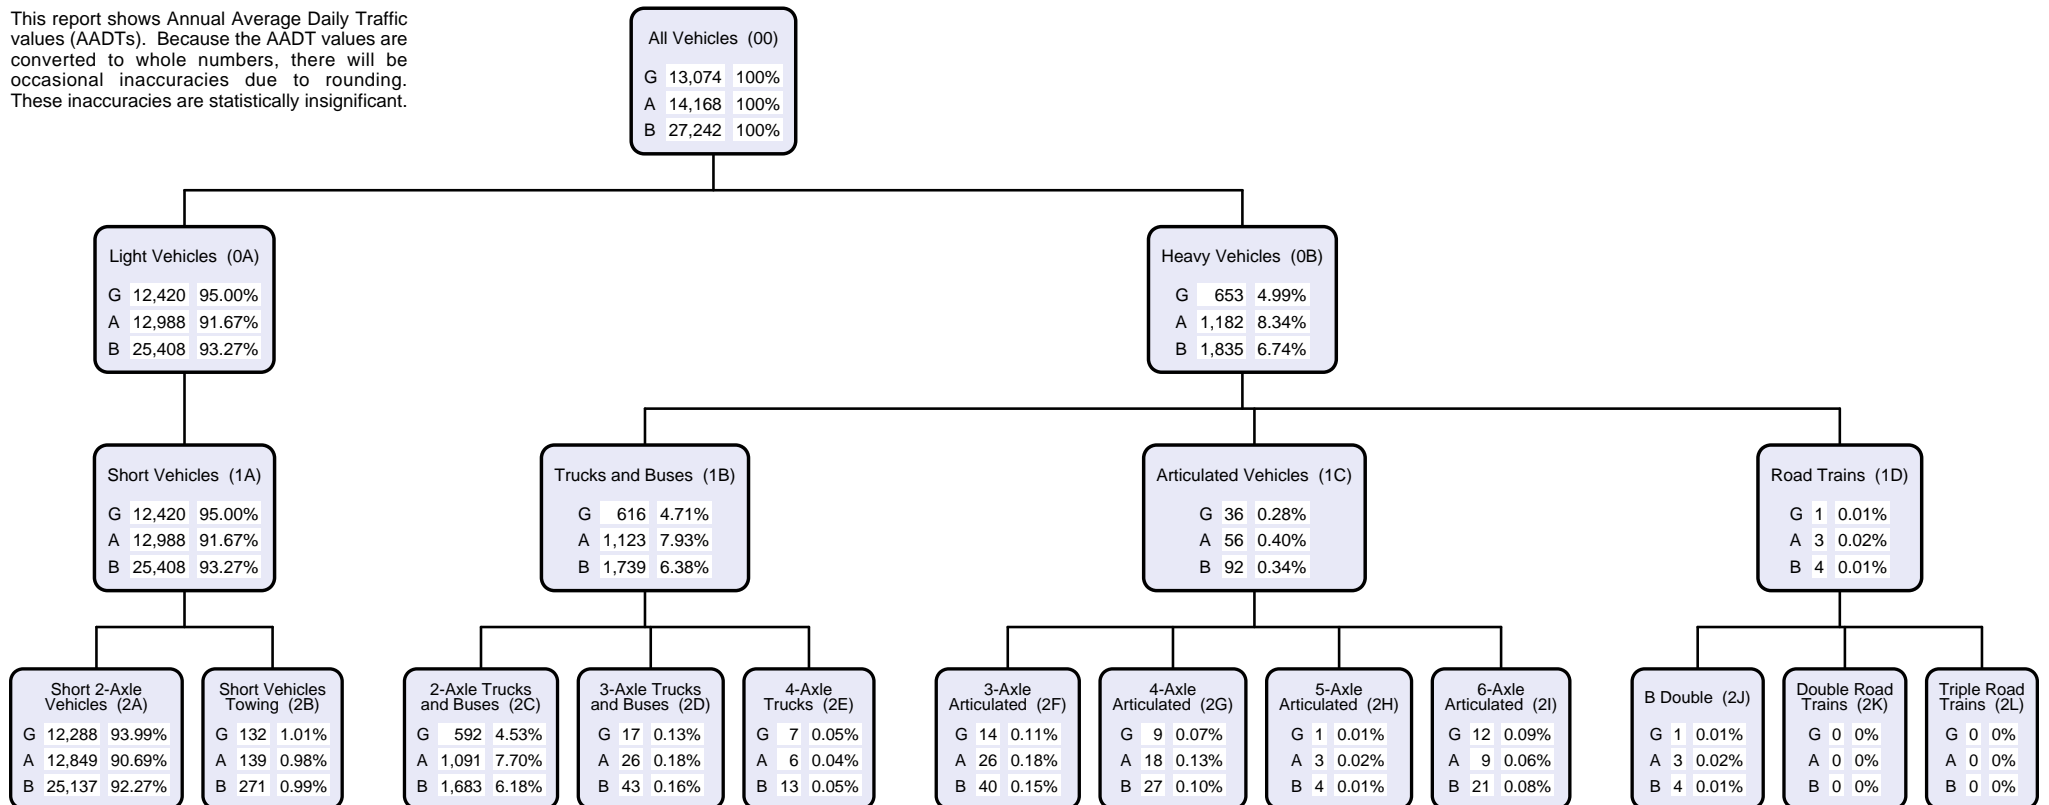 This report shows Annual Average Daily Traffic
values (AADTs). Because the AADT values are
converted to whole numbers, there will be
occasional inaccuracies due to rounding.
These inaccuracies are statistically insignificant.
All Vehicles (00)
G 13,074 100%
A 14,168 100%
B 27,242 100%
Light Vehicles (0A)
G 12,420 95.00%
A 12,988 91.67%
B 25,408 93.27%
Heavy Vehicles (0B)
G 653 4.99%
A 1,182 8.34%
B 1,835 6.74%
Short Vehicles (1A)
G 12,420 95.00%
A 12,988 91.67%
B 25,408 93.27%
Trucks and Buses (1B)
G 616 4.71%
A 1,123 7.93%
B 1,739 6.38%
Articulated Vehicles (1C)
G 36 0.28%
A 56 0.40%
B 92 0.34%
Road Trains (1D)
G 1 0.01%
A 3 0.02%
B 4 0.01%
Short 2-Axle
Vehicles (2A)
G 12,288 93.99%
A 12,849 90.69%
B 25,137 92.27%
Short Vehicles
Towing (2B)
G 132 1.01%
A 139 0.98%
B 271 0.99%
2-Axle Trucks
and Buses (2C)
G 592 4.53%
A 1,091 7.70%
B 1,683 6.18%
3-Axle Trucks
and Buses (2D)
G 17 0.13%
A 26 0.18%
B 43 0.16%
4-Axle
Trucks (2E)
G 7 0.05%
A 6 0.04%
B 13 0.05%
3-Axle
Articulated (2F)
G 14 0.11%
A 26 0.18%
B 40 0.15%
4-Axle
Articulated (2G)
G 9 0.07%
A 18 0.13%
B 27 0.10%
5-Axle
Articulated (2H)
G 1 0.01%
A 3 0.02%
B 4 0.01%
6-Axle
Articulated (2I)
G 12 0.09%
A 9 0.06%
B 21 0.08%
B Double (2J)
G 1 0.01%
A 3 0.02%
B 4 0.01%
Double Road
Trains (2K)
G 0 0%
A 0 0%
B 0 0%
Triple Road
Trains (2L)
G 0 0%
A 0 0%
B 0 0%